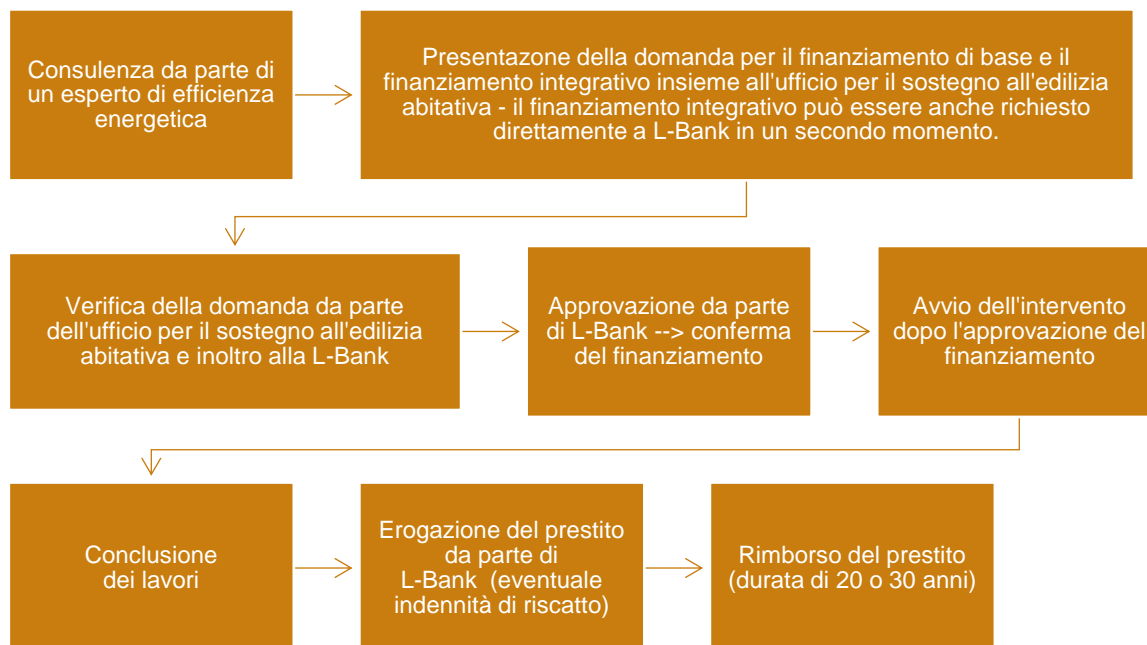 Consulenza da parte di
un esperto di efficienza
energetica
Presentazone della domanda per il finanziamento di base e il
finanziamento integrativo insieme all'ufficio per il sostegno all'edilizia
abitativa - il finanziamento integrativo può essere anche richiesto
direttamente a L-Bank in un secondo momento.
Verifica della domanda da parte
dell'ufficio per il sostegno all'edilizia
abitativa e inoltro alla L-Bank
Approvazione da parte
di L-Bank --> conferma
del finanziamento
Avvio dell'intervento
dopo l'approvazione del
finanziamento
Conclusione
dei lavori
Erogazione del prestito
da parte di
L-Bank (eventuale
indennità di riscatto)
Rimborso del prestito
(durata di 20 o 30 anni)